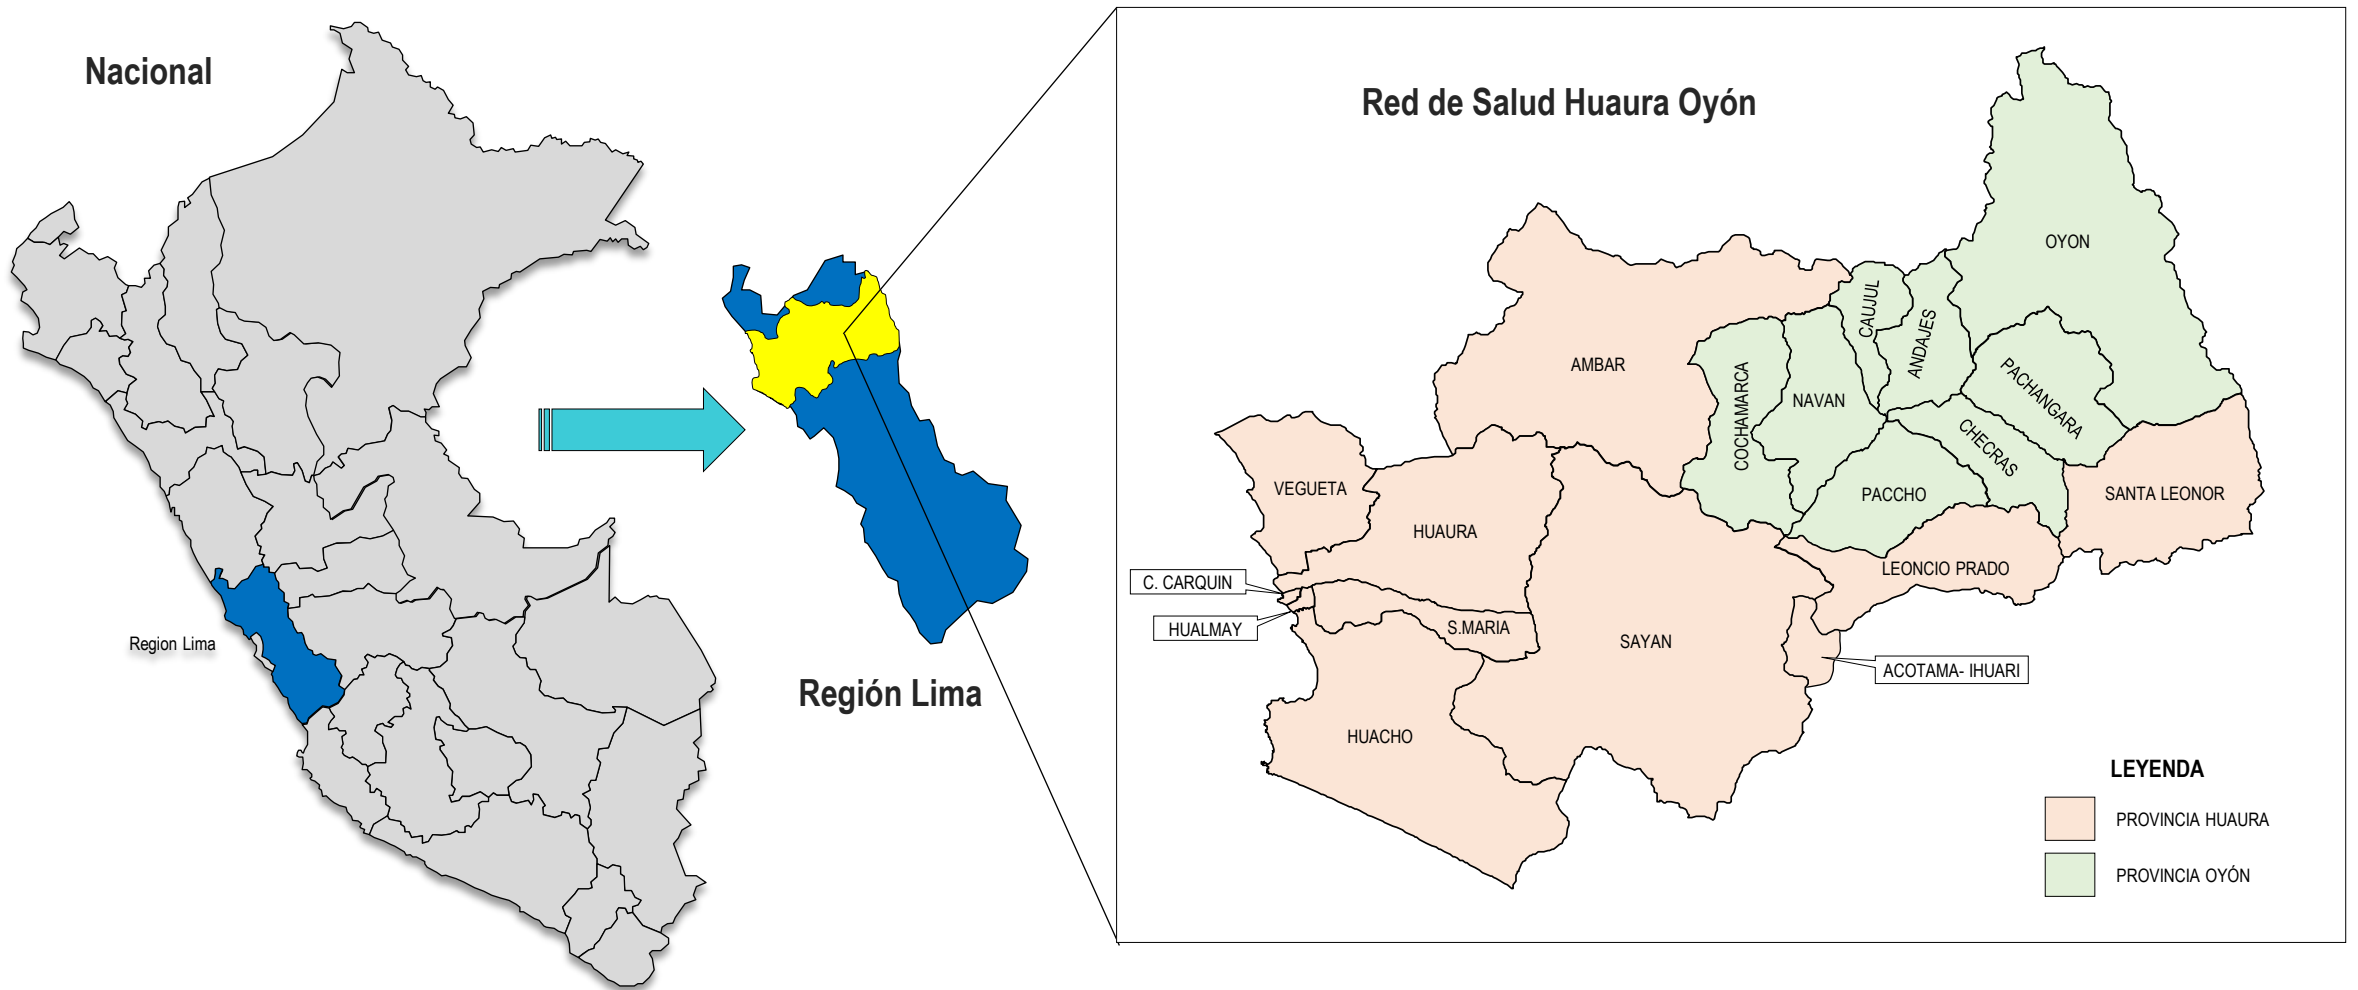 Nacional
Region Lima
Región Lima
Red de Salud Huaura Oyón
OYON
CAUJUL
ANDAJES
AMBAR
PACHANGARA
COCHAMARCA
NAVAN
CHECRAS
VEGUETA
PACCHO
SANTA LEONOR
HUAURA
LEONCIO PRADO
C. CARQUIN
HUALMAY
S.MARIA
SAYAN
ACOTAMA- IHUARI
HUACHO
LEYENDA
PROVINCIA HUAURA
PROVINCIA OYÓN